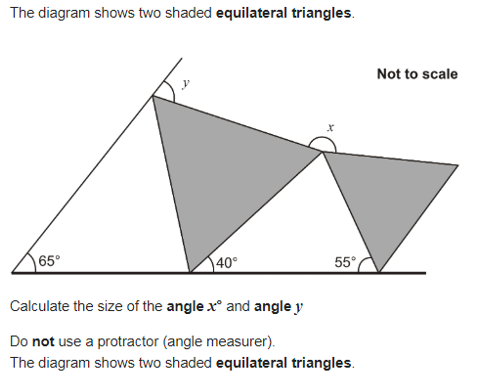 The diagram shows two shaded equilateral triangles.
Not to scale
y
x
65°
40°
55°
Calculate the size of the angle x° and angle y
Do not use a protractor (angle measurer).
The diagram shows two shaded equilateral triangles.